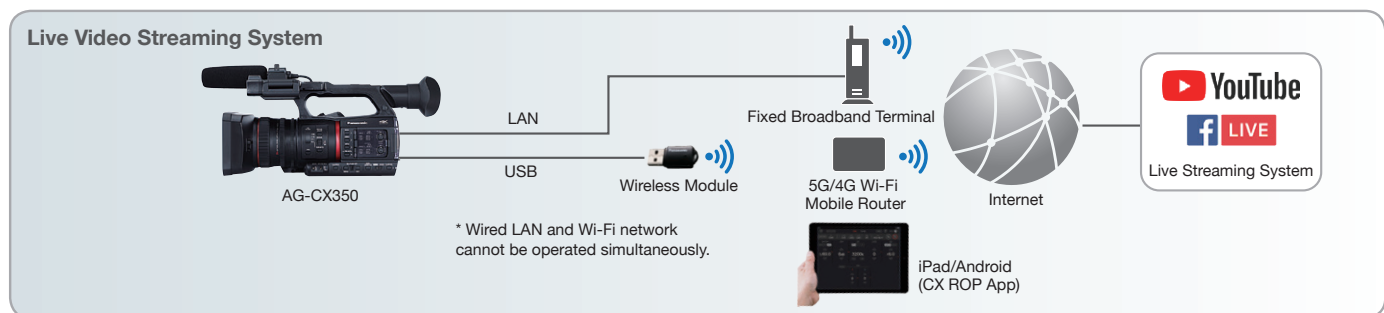 Live Video Streaming System
LAN
USB
AG-CX350
Wireless Module
* Wired LAN and Wi-Fi network
cannot be operated simultaneously.
Fixed Broadband Terminal
5G/4G Wi-Fi
Mobile Router
iPad/Android
(CX ROP App)
Internet
YouTube
f LIVE
Live Streaming System